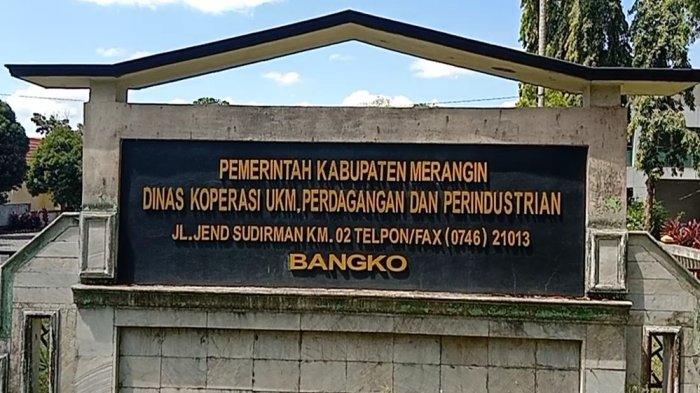 PEMERINTAH KABUPATEN MERANGIN
DINAS KOPERASI UKM,PERDAGANGAN DAN PERINDUSTRIAN
JL.JEND SUDIRMAN KM. 02 TELPON/FAX (0746) 21013
BANGKO